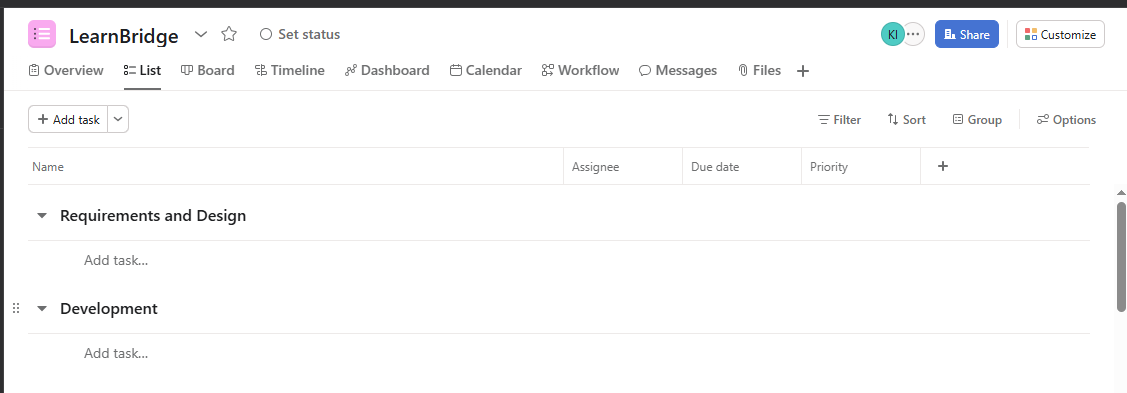 LearnBridge Set status KI Share Customize
Overview List Board Timeline Dashboard Calendar Workflow Messages Files
Add task Filter Sort Group Options
Name Assignee Due date Priority
Requirements and Design
Add task...
Development
Add task...